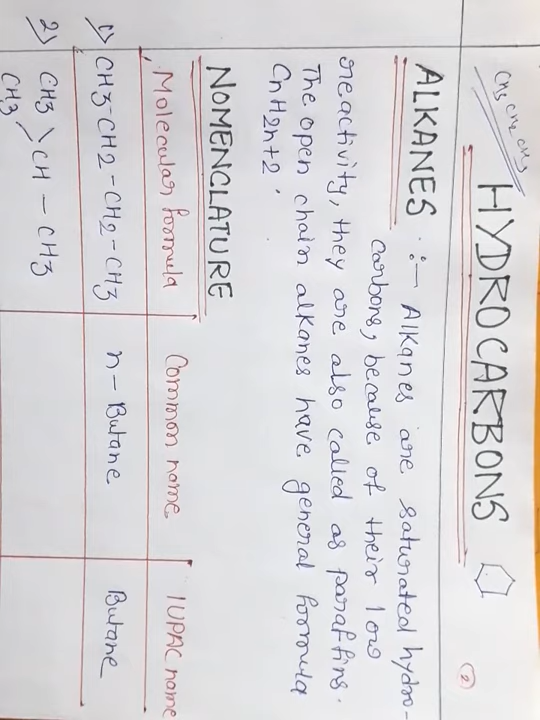 CH3 CH2 CH3
HYDROCARBONS
2
ALKANES :- Alkanes are saturated hydro-
carbons, because of their low
reactivity, they are also called as paraffins.
The open chain alkanes have general formula
CnH2n+2.
NOMENCLATURE
Molecular formula Common name IUPAC name
1) CH3-CH2-CH2-CH3 n-Butane Butane
2) CH3
CH - CH3
CH3